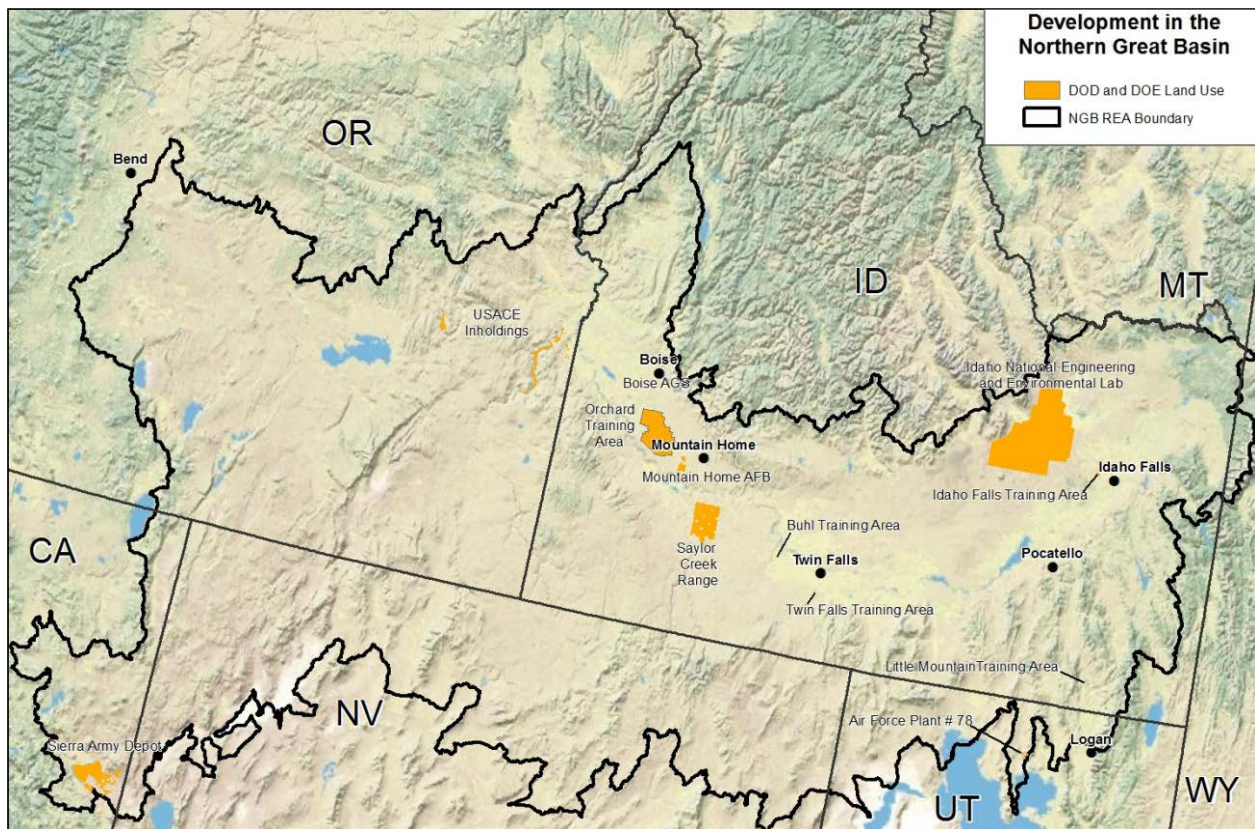 Development in the
Northern Great Basin
DOD and DOE Land Use
NGB REA Boundary
OR
Bend
ID
MT
USACE
Inholdings
Boise
Boise AGS
Idaho National Engineering
and Environmental Lab
Orchard
Training
Area
Mountain Home
Mountain Home AFB
Idaho Falls
Idaho Falls Training Area
CA
Buhl Training Area
Saylor
Creek
Range
Twin Falls
Pocatello
Twin Falls Training Area
Little MountainTraining Area
NV
Air Force Plant # 78
Sierra Army Depot
Logan
UT
WY